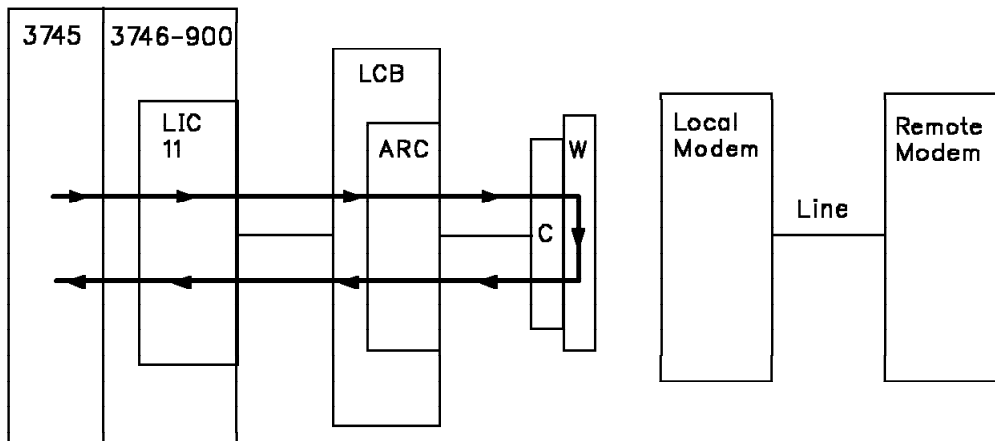 3745
3746-900
LCB
LIC
11
ARC
C
W
Local
Modem
Line
Remote
Modem